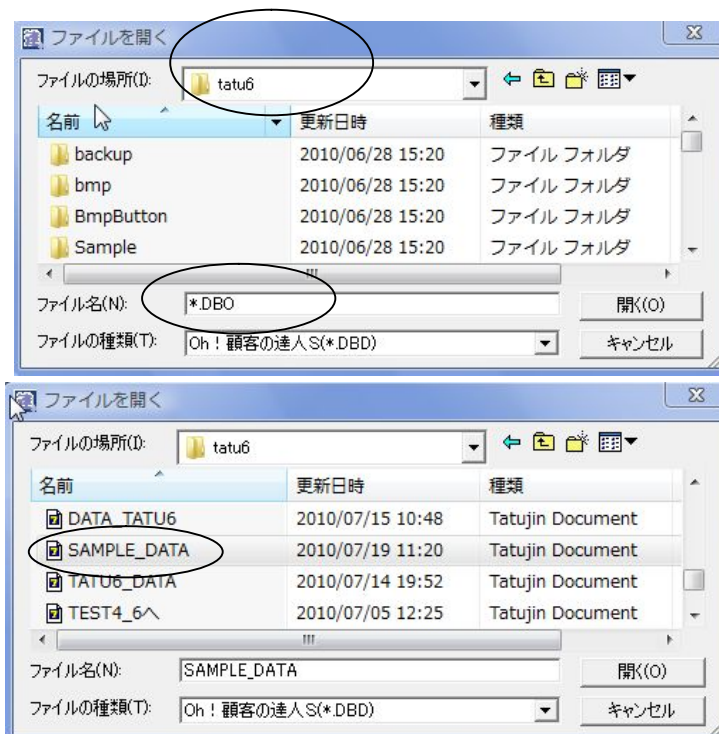 ファイルを開く
ファイルの場所(I): tatu6
名前 更新日時 種類
backup 2010/06/28 15:20 ファイル フォルダ
bmp 2010/06/28 15:20 ファイル フォルダ
BmpButton 2010/06/28 15:20 ファイル フォルダ
Sample 2010/06/28 15:20 ファイル フォルダ
ファイル名(N): *.DBO 開く(O)
ファイルの種類(T): Oh！顧客の達人S(*.DBD) キャンセル
ファイルを開く
ファイルの場所(I): tatu6
名前 更新日時 種類
DATA_TATU6 2010/07/15 10:48 Tatujin Document
SAMPLE_DATA 2010/07/19 11:20 Tatujin Document
TATU6_DATA 2010/07/14 19:52 Tatujin Document
TEST4_6へ 2010/07/05 12:25 Tatujin Document
ファイル名(N): SAMPLE_DATA 開く(O)
ファイルの種類(T): Oh！顧客の達人S(*.DBD) キャンセル